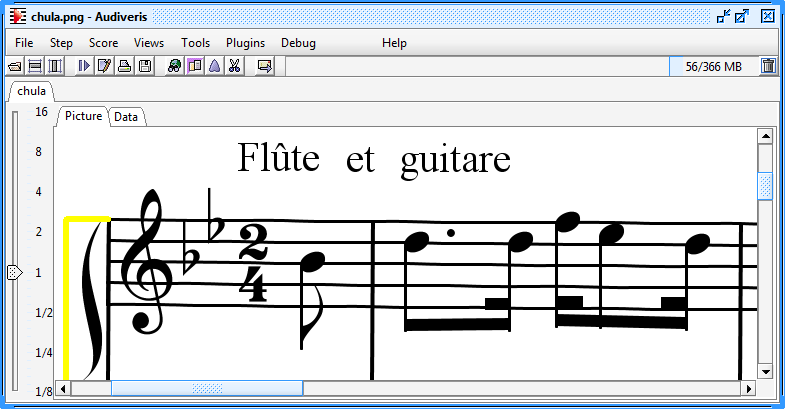 chula.png - Audiveris
File Step Score Views Tools Plugins Debug Help
56/366 MB
chula
16 Picture Data
8 Flûte et guitare
4
2
1
1/2
1/4
1/8
2
4